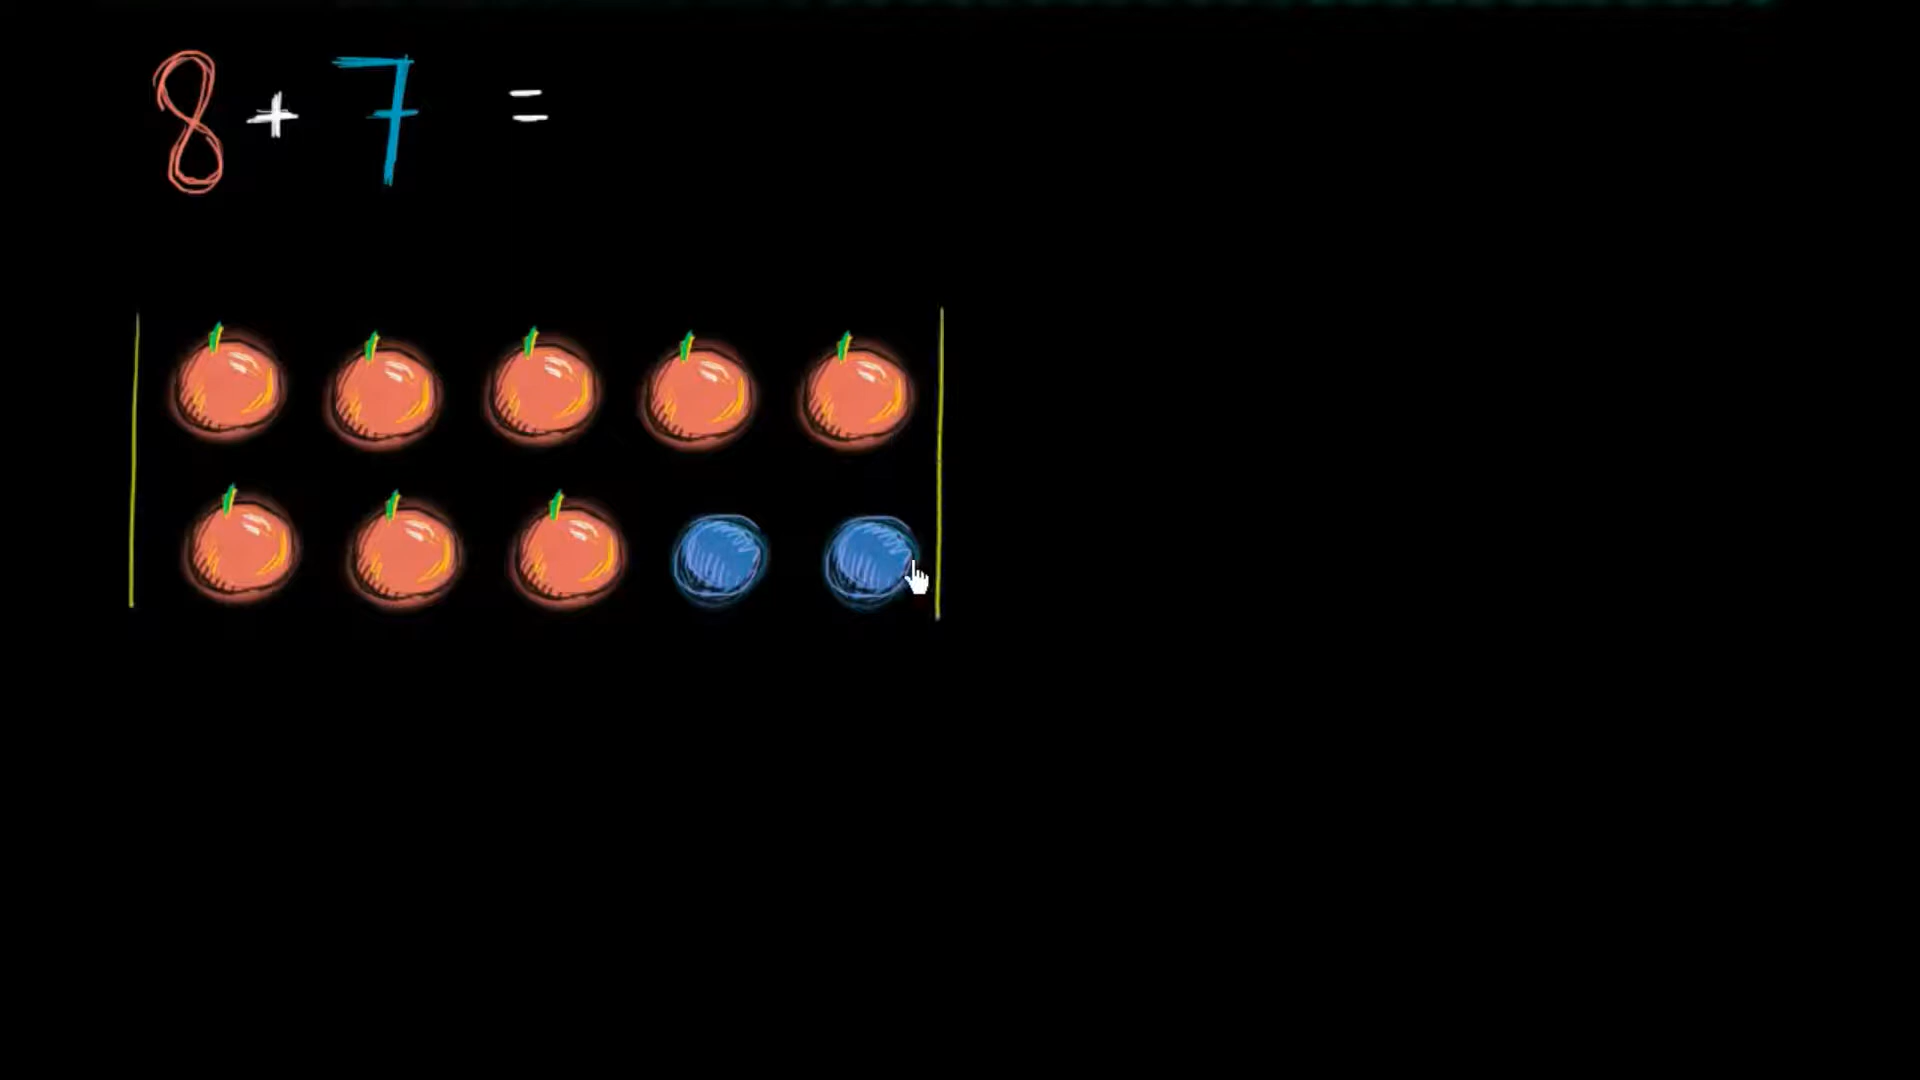 8 + 7 =